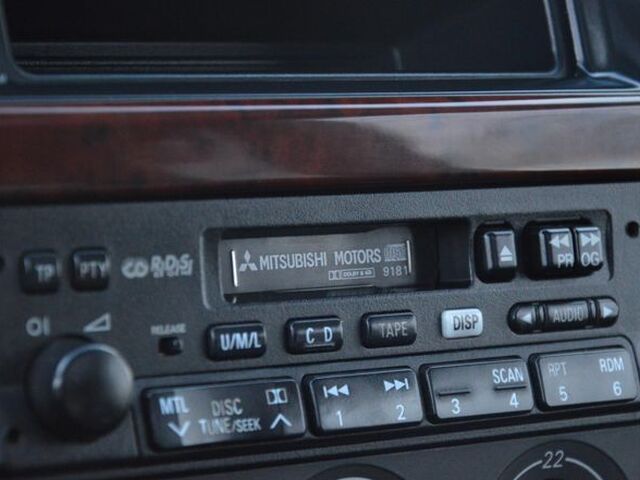 TP PTY R·D·S
MITSUBISHI MOTORS
DOLBY B NR 9181
PR OG
RELEASE
U/M/L CD TAPE DISP AUDIO
MTL DISC
TUNE/SEEK
1 2 3 SCAN 4 RPT 5 RDM 6
22